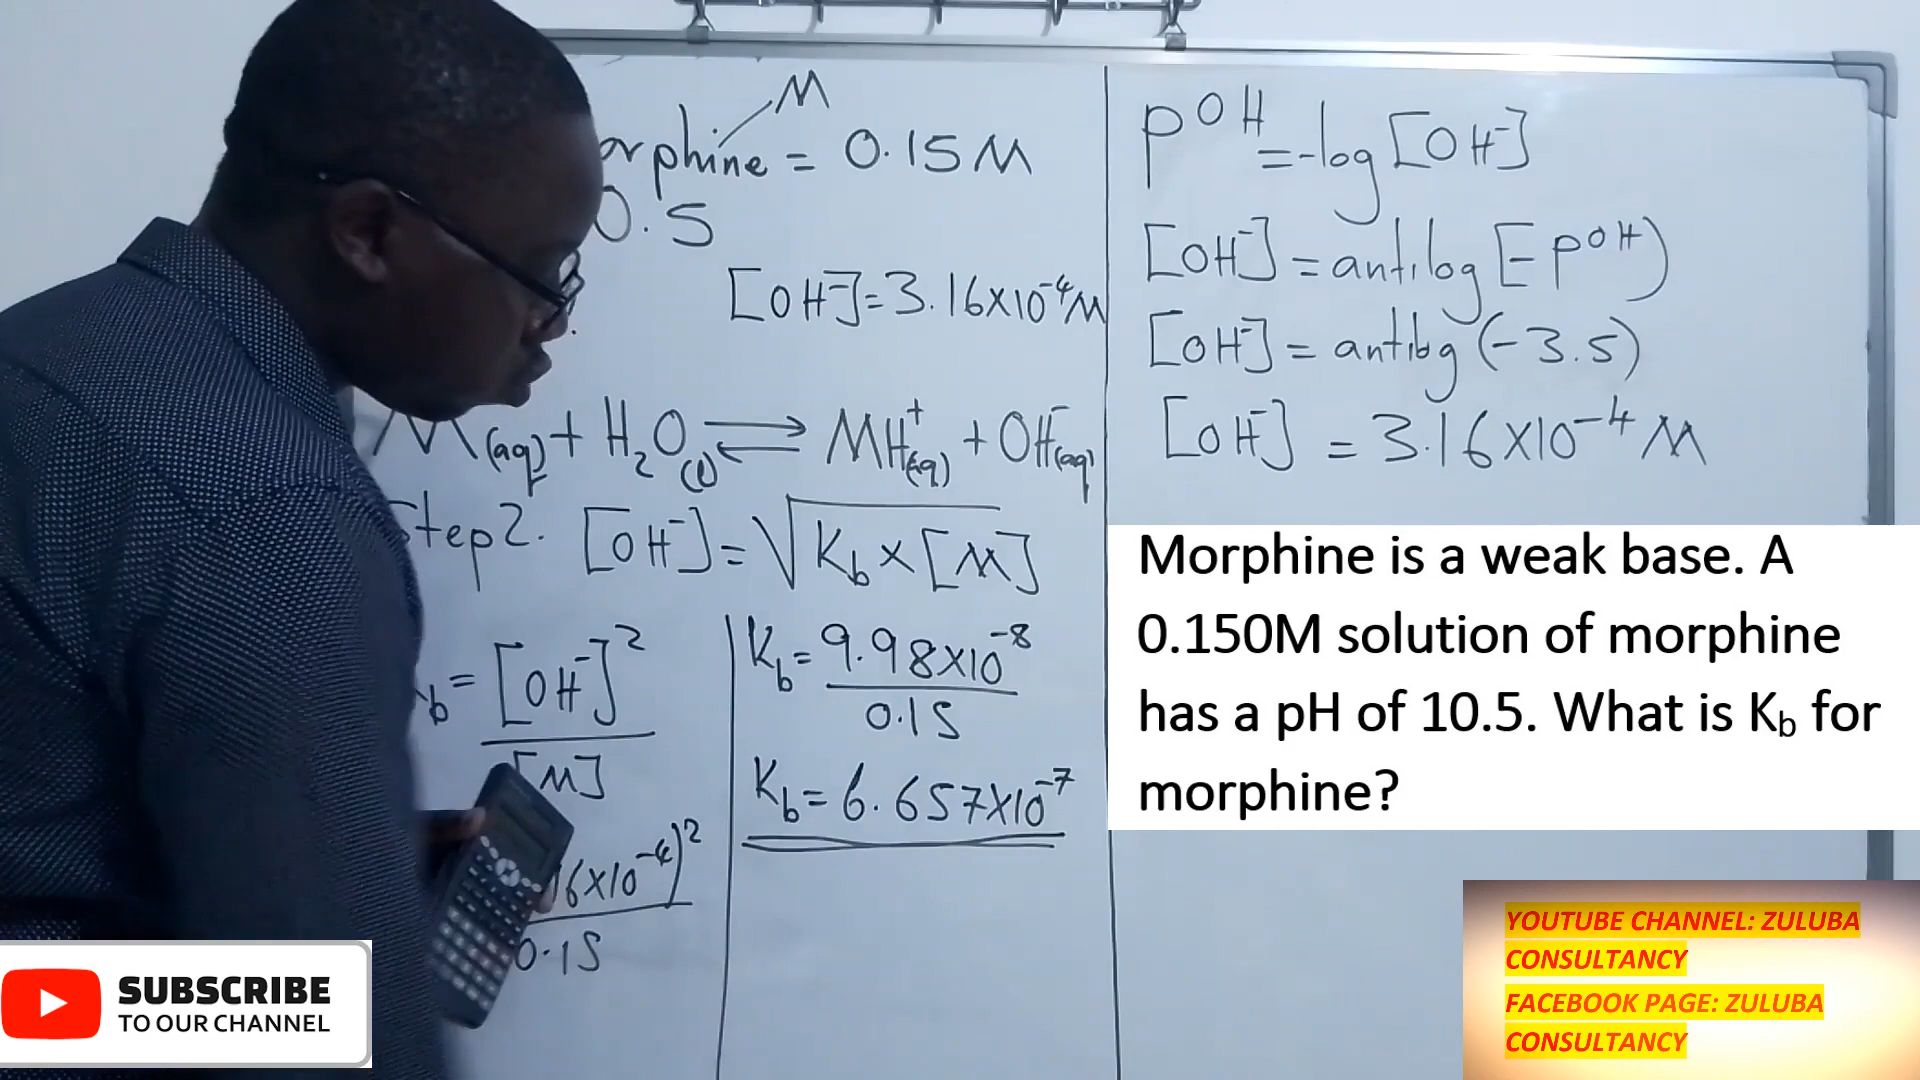 M
orphine = 0.15M
0.5
[OH⁻]=3.16x10⁻⁴M
M(aq) + H₂O(l) ⇌ MH⁺(aq) + OH⁻(aq)
Step2. [OH⁻]=√Kb x [M]
b = [OH⁻]²
[M]
16x10⁻⁴)²
0.15
Kb= 9.98x10⁻⁸
0.15
Kb= 6.657x10⁻⁷
pOH = -log [OH⁻]
[OH⁻] = antilog [-pOH)
[OH⁻] = antilog (-3.5)
[OH⁻] = 3.16x10⁻⁴M
Morphine is a weak base. A
0.150M solution of morphine
has a pH of 10.5. What is Kb for
morphine?
SUBSCRIBE
TO OUR CHANNEL
YOUTUBE CHANNEL: ZULUBA
CONSULTANCY
FACEBOOK PAGE: ZULUBA
CONSULTANCY